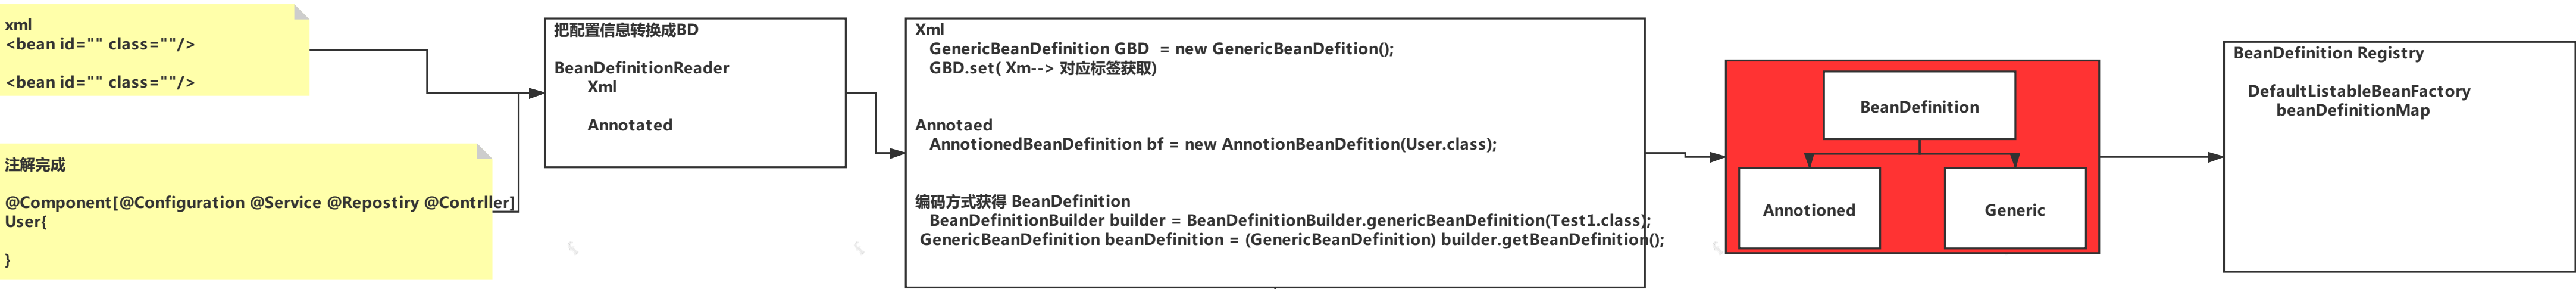 xml
<bean id="" class=""/>
<bean id="" class=""/>
注解完成
@Component[@Configuration @Service @Repostiry @Contrller]
User{
}
把配置信息转换成BD
BeanDefinitionReader
Xml
Annotated
Xml
GenericBeanDefinition GBD  = new GenericBeanDefition();
GBD.set( Xm--> 对应标签获取)
Annotaed
AnnotionedBeanDefinition bf = new AnnotionBeanDefition(User.class);
编码方式获得 BeanDefinition
BeanDefinitionBuilder builder = BeanDefinitionBuilder.genericBeanDefinition(Test1.class);
GenericBeanDefinition beanDefinition = (GenericBeanDefinition) builder.getBeanDefinition();
BeanDefinition
Annotioned
Generic
BeanDefinition Registry
DefaultListableBeanFactory
beanDefinitionMap